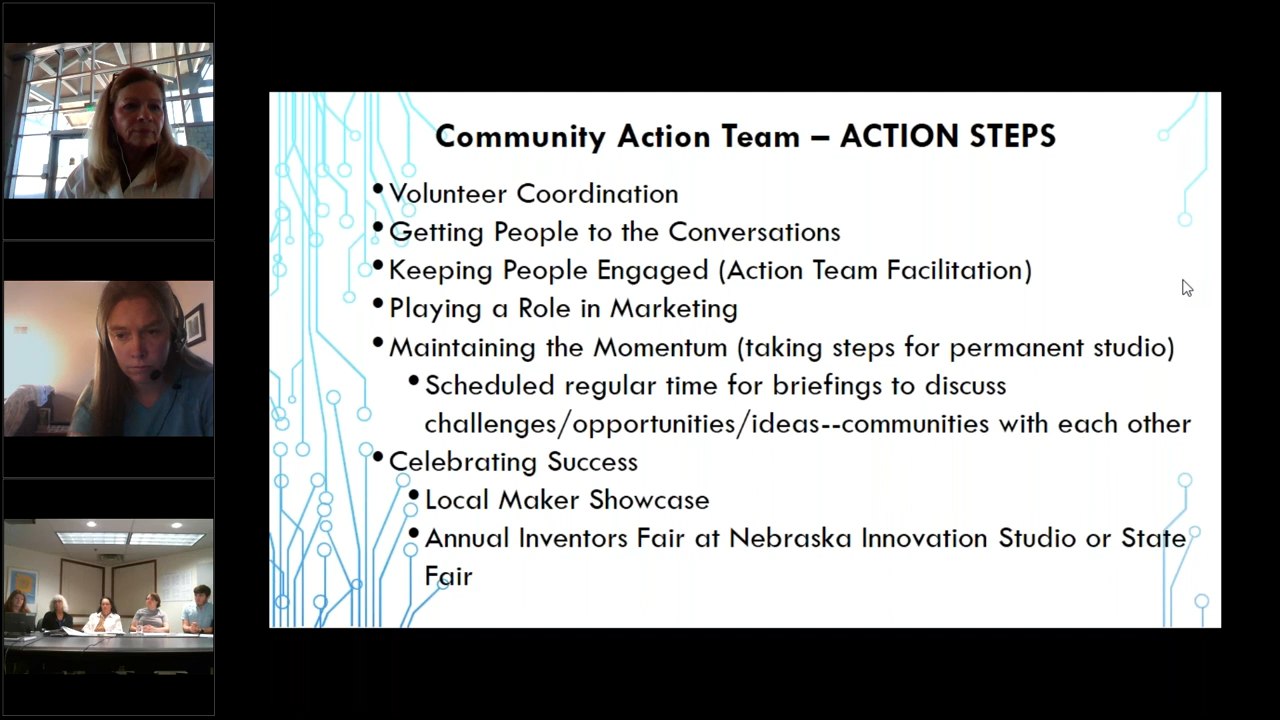 Community Action Team – ACTION STEPS
•Volunteer Coordination
•Getting People to the Conversations
•Keeping People Engaged (Action Team Facilitation)
•Playing a Role in Marketing
•Maintaining the Momentum (taking steps for permanent studio)
•Scheduled regular time for briefings to discuss
challenges/opportunities/ideas--communities with each other
•Celebrating Success
•Local Maker Showcase
•Annual Inventors Fair at Nebraska Innovation Studio or State
Fair